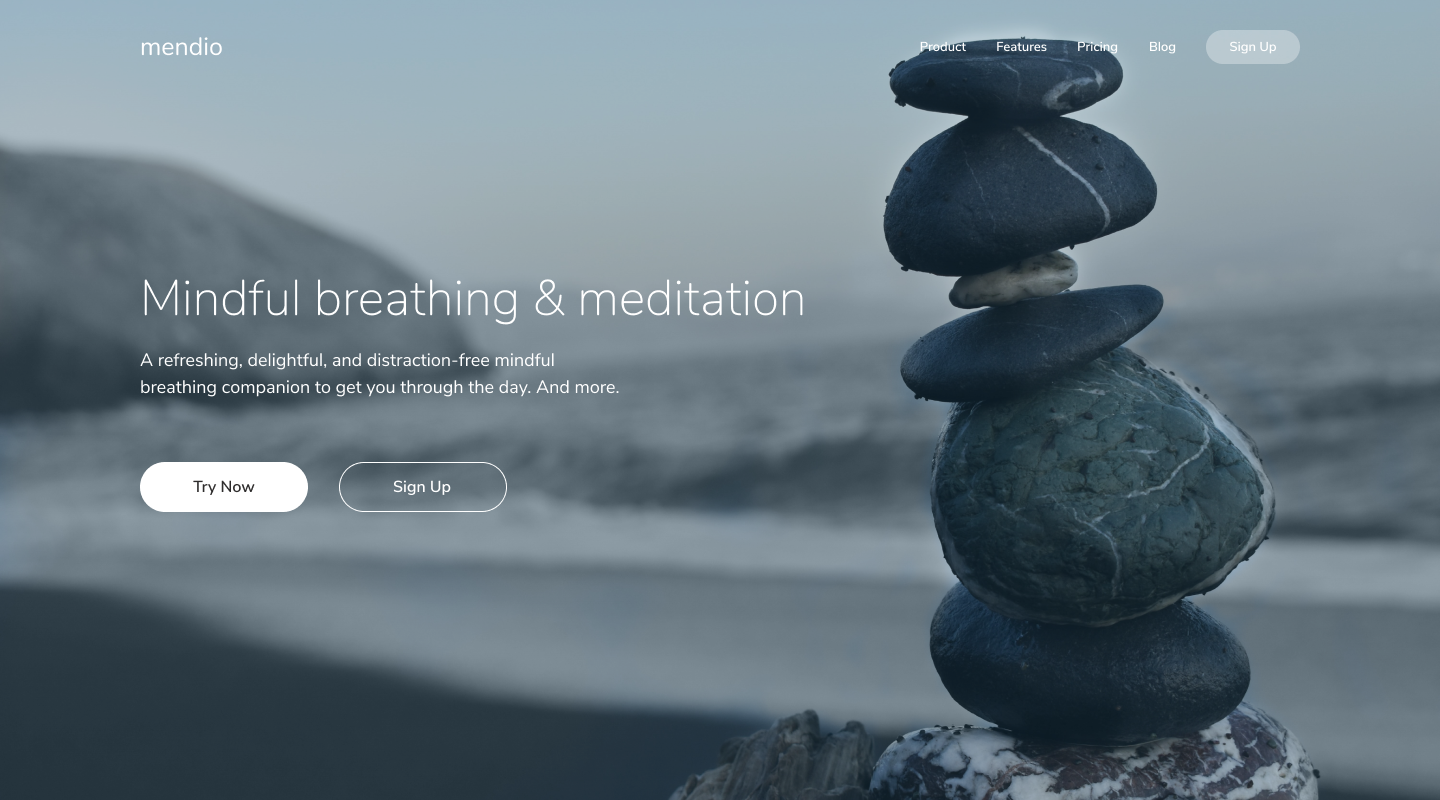 mendio
Product Features Pricing Blog Sign Up
Mindful breathing & meditation
A refreshing, delightful, and distraction-free mindful
breathing companion to get you through the day. And more.
Try Now Sign Up